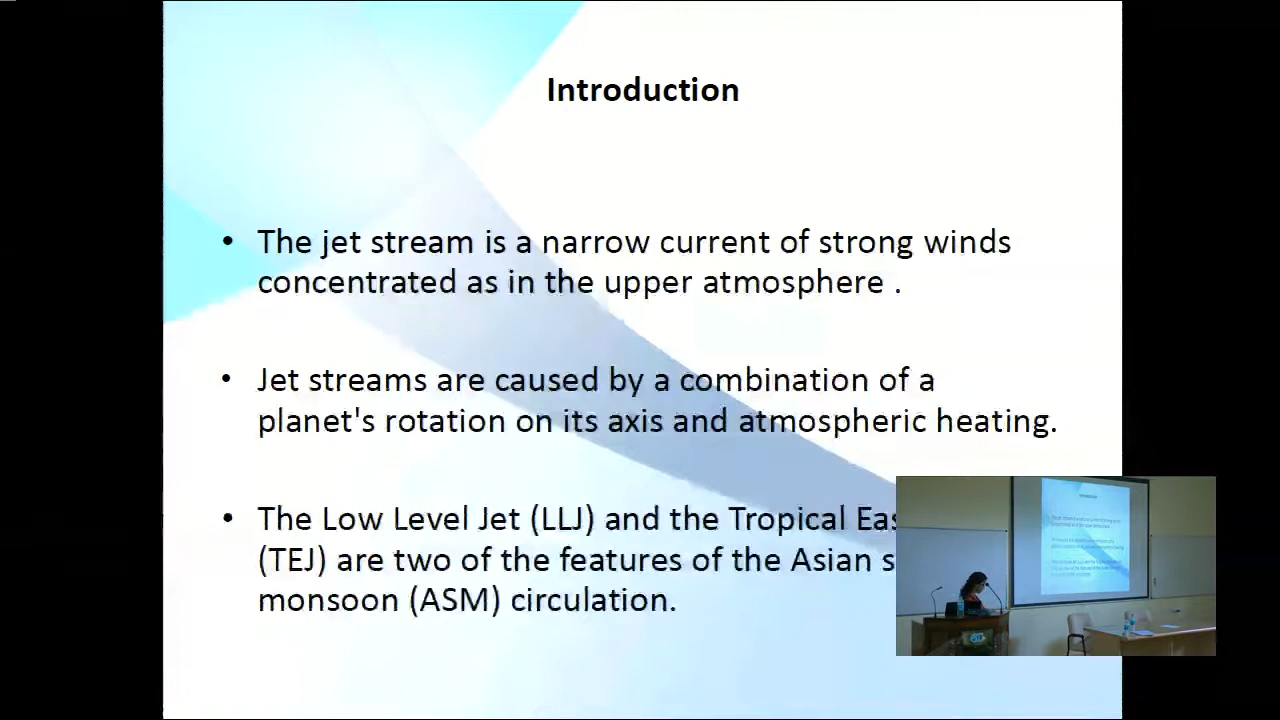 Introduction
• The jet stream is a narrow current of strong winds
concentrated as in the upper atmosphere .
• Jet streams are caused by a combination of a
planet's rotation on its axis and atmospheric heating.
• The Low Level Jet (LLJ) and the Tropical
(TEJ) are two of the features of the Asian
monsoon (ASM) circulation.